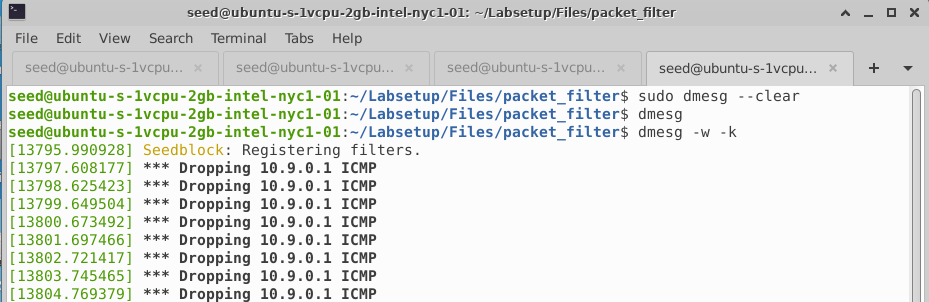 seed@ubuntu-s-1vcpu-2gb-intel-nyc1-01: ~/Labsetup/Files/packet_filter
File Edit View Search Terminal Tabs Help
seed@ubuntu-s-1vcpu... × seed@ubuntu-s-1vcpu... × seed@ubuntu-s-1vcpu... × seed@ubuntu-s-1vcpu... ×
seed@ubuntu-s-1vcpu-2gb-intel-nyc1-01:~/Labsetup/Files/packet_filter$ sudo dmesg --clear
seed@ubuntu-s-1vcpu-2gb-intel-nyc1-01:~/Labsetup/Files/packet_filter$ dmesg
seed@ubuntu-s-1vcpu-2gb-intel-nyc1-01:~/Labsetup/Files/packet_filter$ dmesg -w -k
[13795.990928] Seedblock: Registering filters.
[13797.608177] *** Dropping 10.9.0.1 ICMP
[13798.625423] *** Dropping 10.9.0.1 ICMP
[13799.649504] *** Dropping 10.9.0.1 ICMP
[13800.673492] *** Dropping 10.9.0.1 ICMP
[13801.697466] *** Dropping 10.9.0.1 ICMP
[13802.721417] *** Dropping 10.9.0.1 ICMP
[13803.745465] *** Dropping 10.9.0.1 ICMP
[13804.769379] *** Dropping 10.9.0.1 ICMP